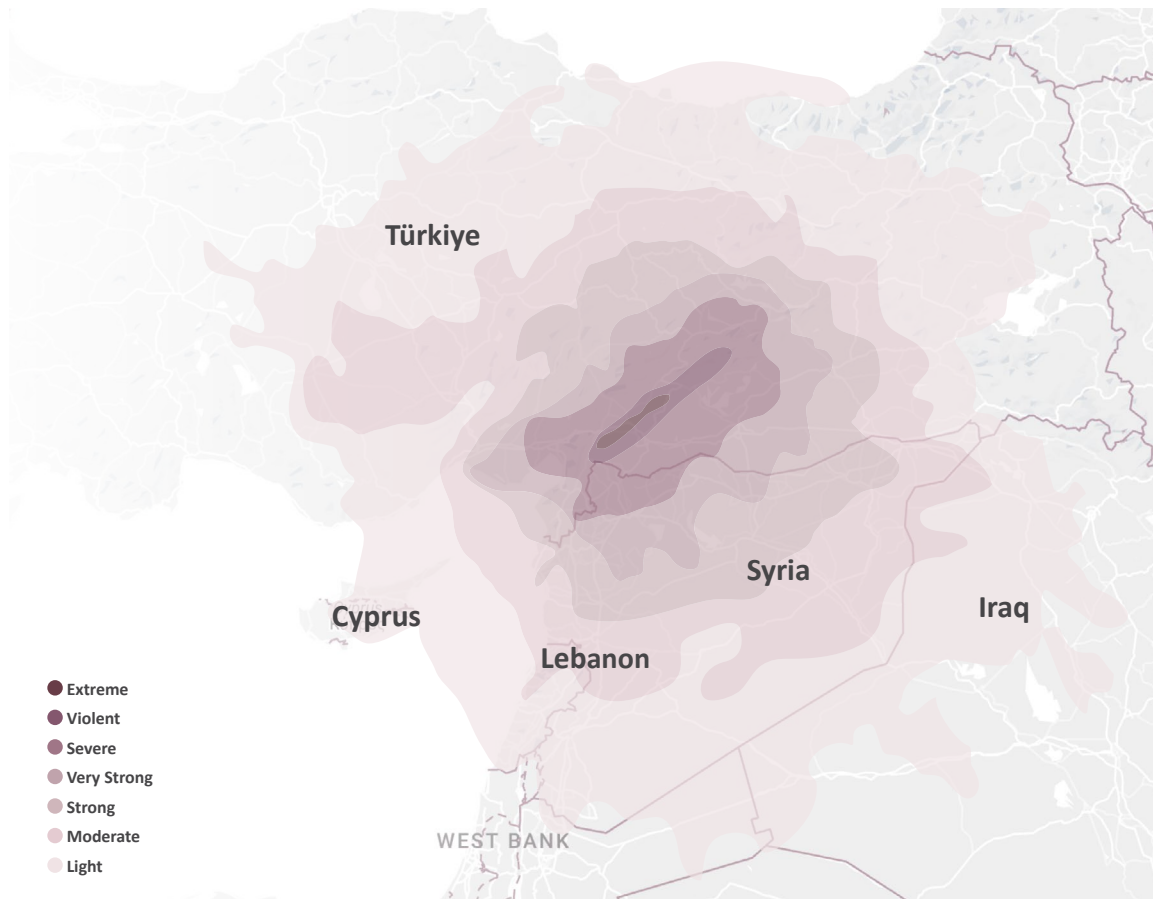 Türkiye
Syria
Iraq
Cyprus
Lebanon
Extreme
Violent
Severe
Very Strong
Strong
Moderate
Light
WEST BANK